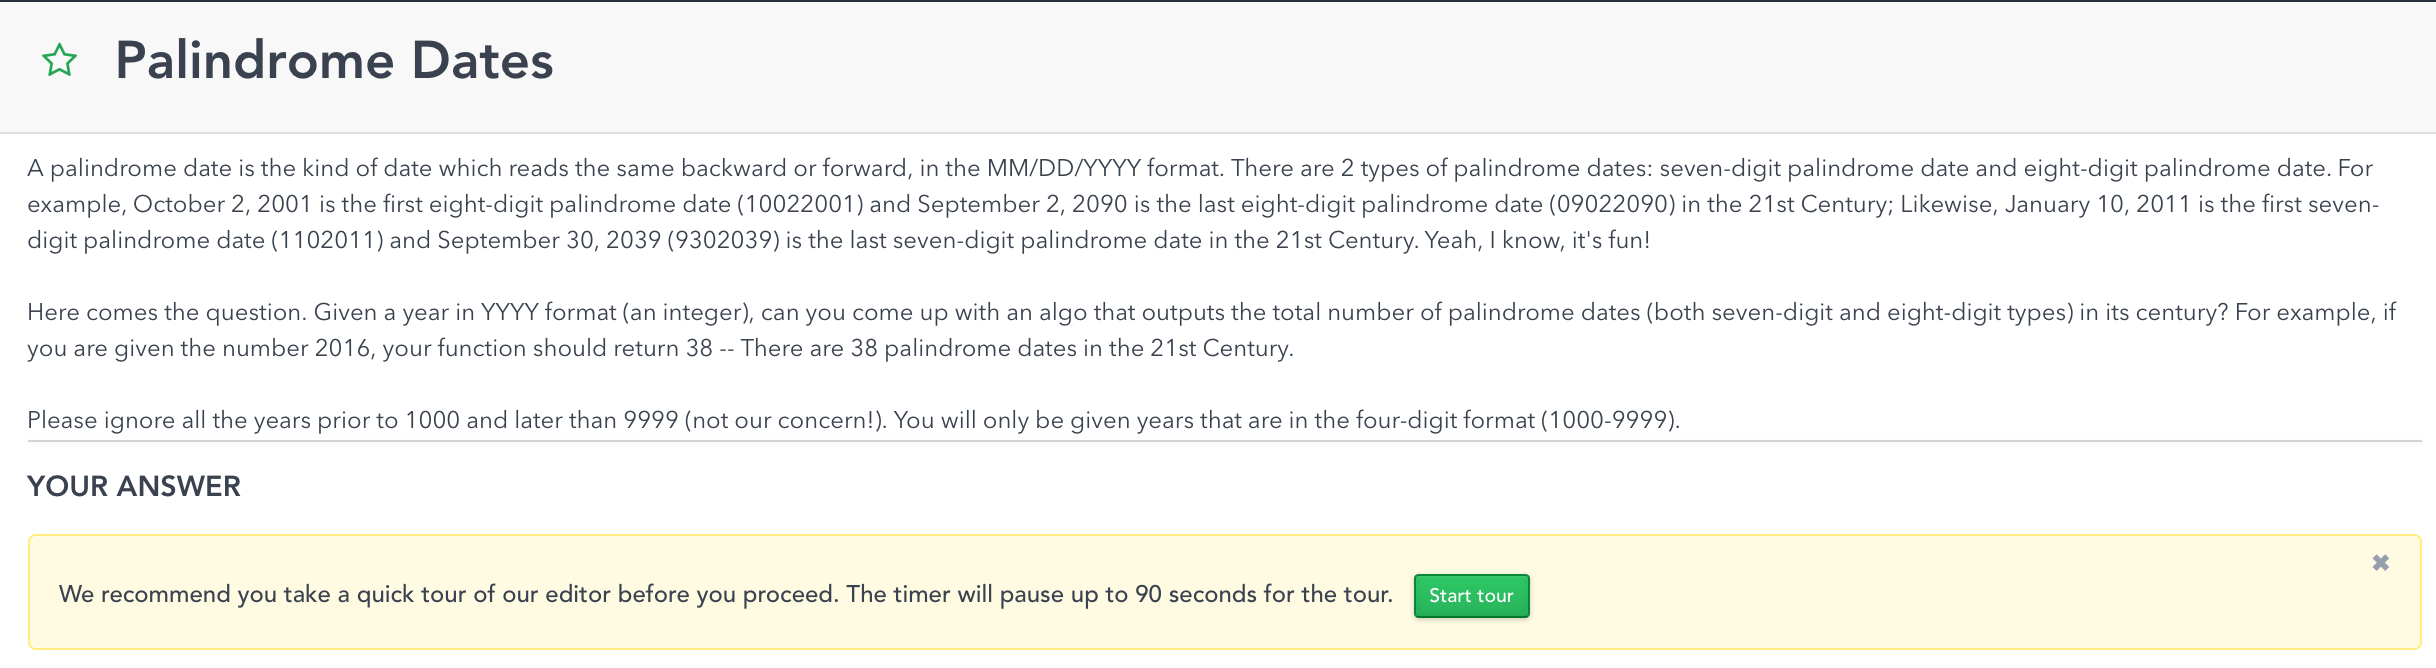 Palindrome Dates
A palindrome date is the kind of date which reads the same backward or forward, in the MM/DD/YYYY format. There are 2 types of palindrome dates: seven-digit palindrome date and eight-digit palindrome date. For
example, October 2, 2001 is the first eight-digit palindrome date (10022001) and September 2, 2090 is the last eight-digit palindrome date (09022090) in the 21st Century; Likewise, January 10, 2011 is the first seven-
digit palindrome date (1102011) and September 30, 2039 (9302039) is the last seven-digit palindrome date in the 21st Century. Yeah, I know, it's fun!
Here comes the question. Given a year in YYYY format (an integer), can you come up with an algo that outputs the total number of palindrome dates (both seven-digit and eight-digit types) in its century? For example, if
you are given the number 2016, your function should return 38 -- There are 38 palindrome dates in the 21st Century.
Please ignore all the years prior to 1000 and later than 9999 (not our concern!). You will only be given years that are in the four-digit format (1000-9999).
YOUR ANSWER
We recommend you take a quick tour of our editor before you proceed. The timer will pause up to 90 seconds for the tour. Start tour